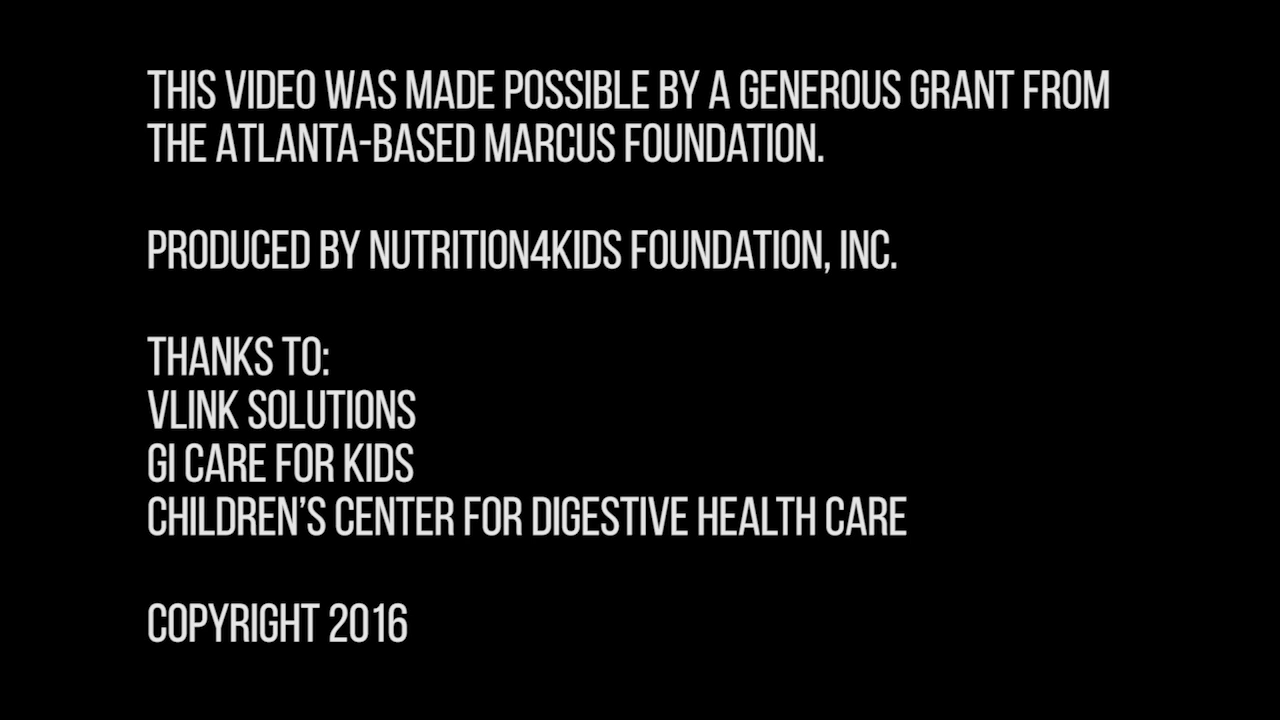 THIS VIDEO WAS MADE POSSIBLE BY A GENEROUS GRANT FROM
THE ATLANTA-BASED MARCUS FOUNDATION.
PRODUCED BY NUTRITION4KIDS FOUNDATION, INC.
THANKS TO:
VLINK SOLUTIONS
GI CARE FOR KIDS
CHILDREN’S CENTER FOR DIGESTIVE HEALTH CARE
COPYRIGHT 2016